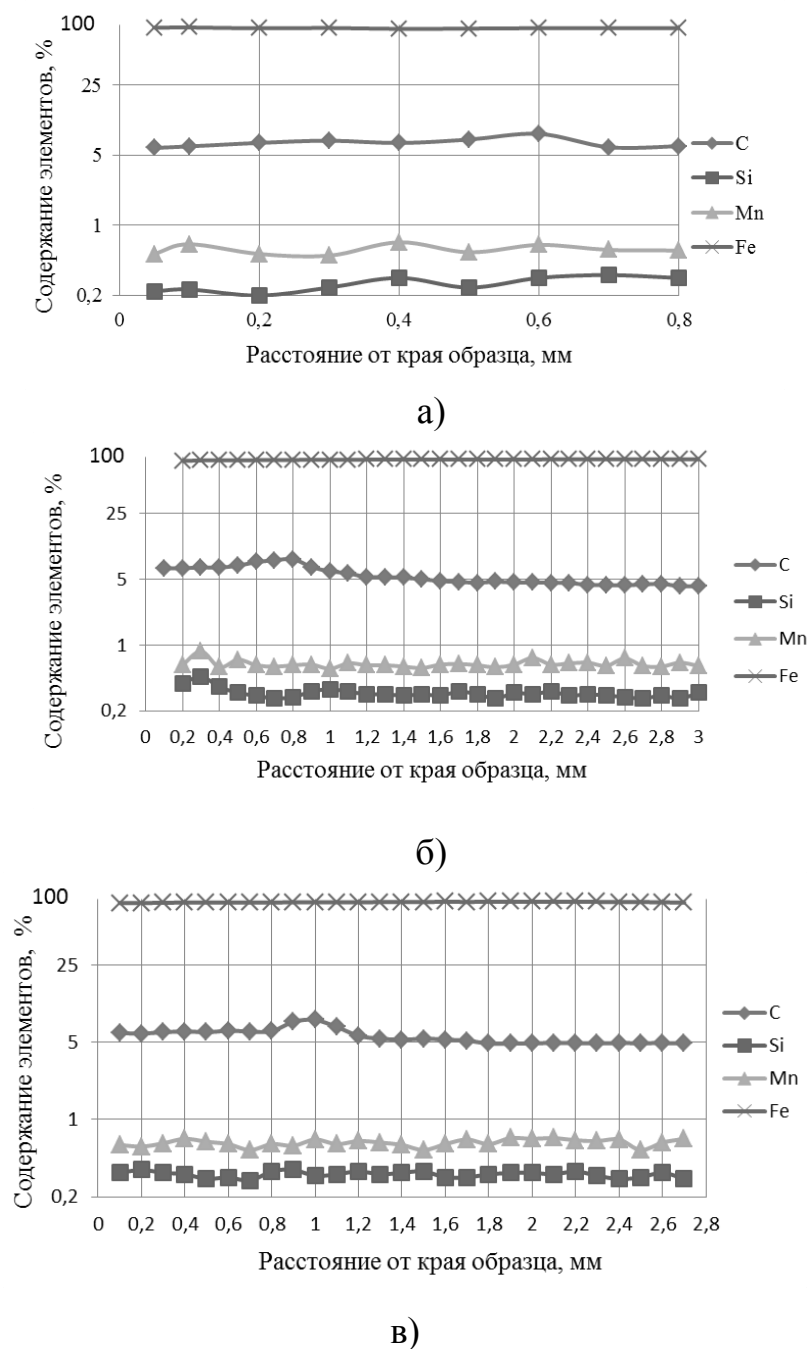 Содержание элементов, %
100
25
5
1
0,2
0 0,2 0,4 0,6 0,8
Расстояние от края образца, мм
C
Si
Mn
Fe
а)
Содержание элементов, %
100
25
5
1
0,2
0 0,2 0,4 0,6 0,8 1 1,2 1,4 1,6 1,8 2 2,2 2,4 2,6 2,8 3
Расстояние от края образца, мм
C
Si
Mn
Fe
б)
Содержание элементов, %
100
25
5
1
0,2
0 0,2 0,4 0,6 0,8 1 1,2 1,4 1,6 1,8 2 2,2 2,4 2,6 2,8
Расстояние от края образца, мм
C
Si
Mn
Fe
в)